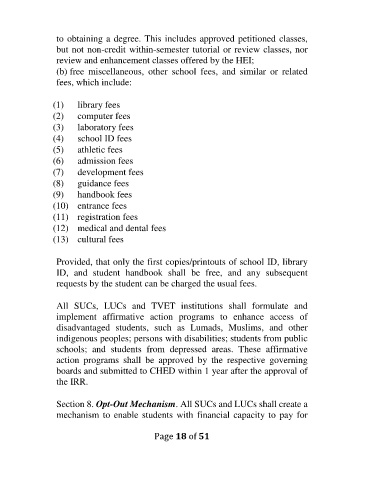 to obtaining a degree. This includes approved petitioned classes,
but not non-credit within-semester tutorial or review classes, nor
review and enhancement classes offered by the HEI;
(b) free miscellaneous, other school fees, and similar or related
fees, which include:
(1) library fees
(2) computer fees
(3) laboratory fees
(4) school ID fees
(5) athletic fees
(6) admission fees
(7) development fees
(8) guidance fees
(9) handbook fees
(10) entrance fees
(11) registration fees
(12) medical and dental fees
(13) cultural fees
Provided, that only the first copies/printouts of school ID, library
ID, and student handbook shall be free, and any subsequent
requests by the student can be charged the usual fees.
All SUCs, LUCs and TVET institutions shall formulate and
implement affirmative action programs to enhance access of
disadvantaged students, such as Lumads, Muslims, and other
indigenous peoples; persons with disabilities; students from public
schools; and students from depressed areas. These affirmative
action programs shall be approved by the respective governing
boards and submitted to CHED within 1 year after the approval of
the IRR.
Section 8. Opt-Out Mechanism. All SUCs and LUCs shall create a
mechanism to enable students with financial capacity to pay for
Page 18 of 51